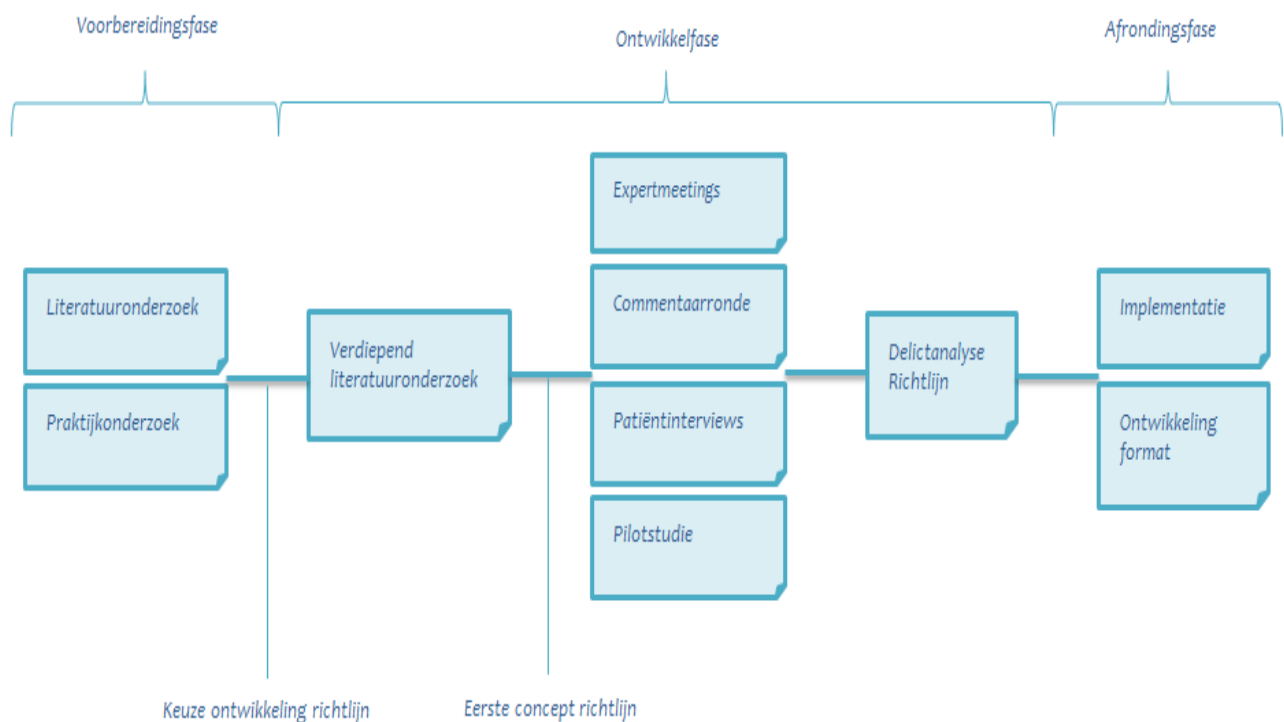 Voorbereidingsfase
Ontwikkelfase
Afrondingsfase
Literatuuronderzoek
Praktijkonderzoek
Verdiepend
literatuuronderzoek
Expertmeetings
Commentaarronde
Patiëntinterviews
Pilotstudie
Delictanalyse
Richtlijn
Implementatie
Ontwikkeling
format
Keuze ontwikkeling richtlijn
Eerste concept richtlijn